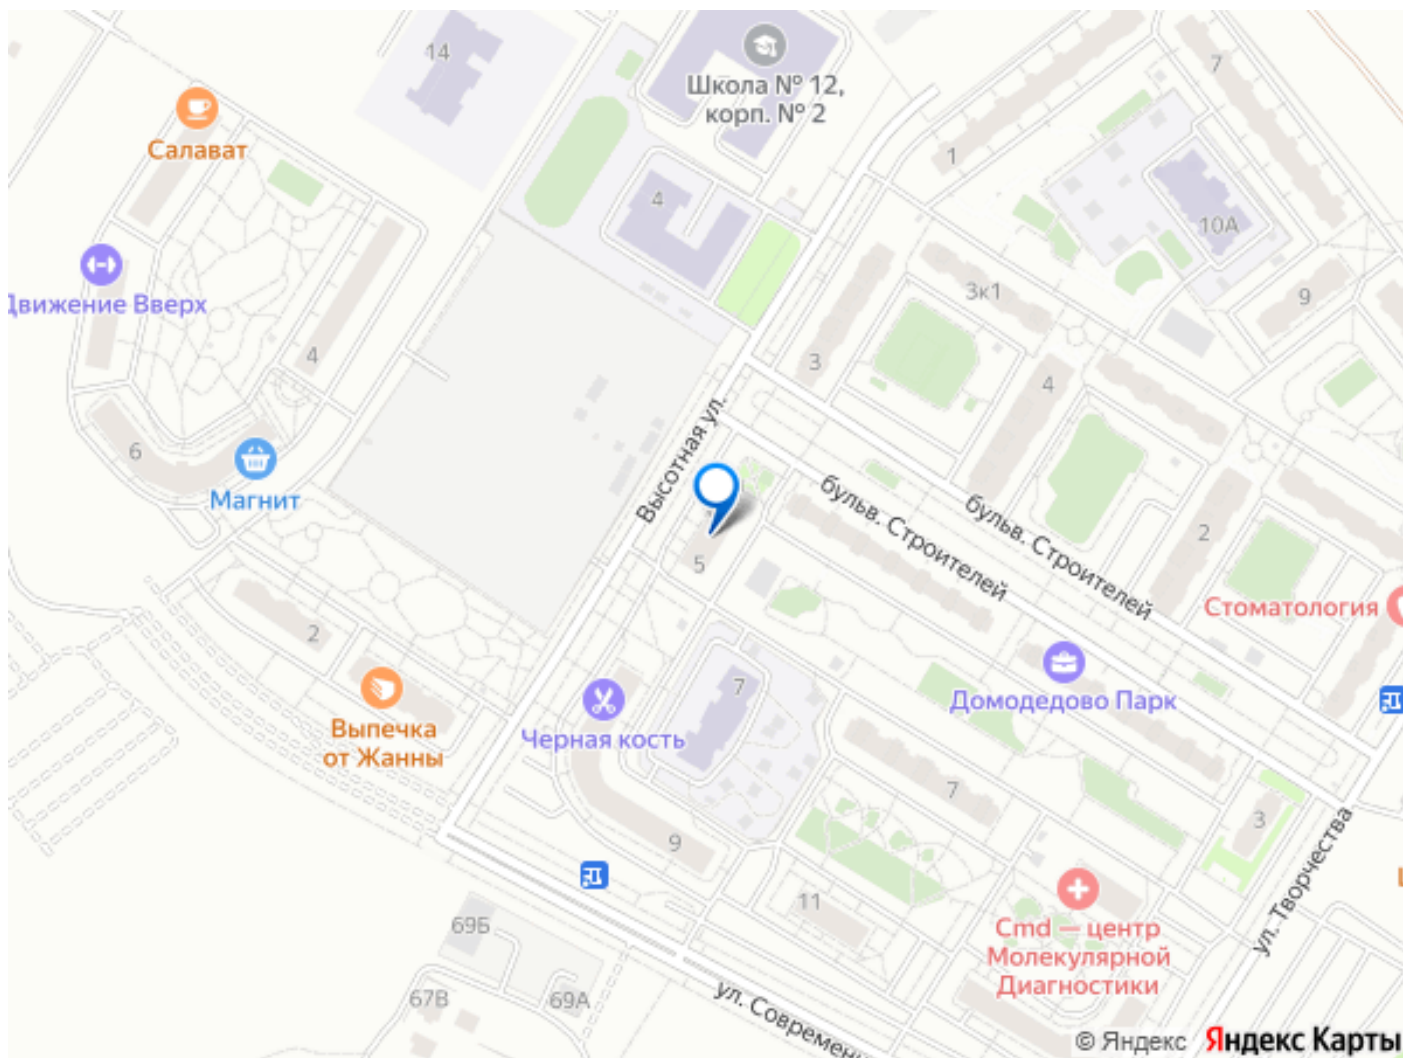 14
Школа № 12,
корп. № 2
7
1
Салават
4
10А
Движение Вверх
3к1
9
4
3
4
Высотная ул.
6
Магнит
бульв. Строителей
бульв. Строителей
2
5
Стоматология
2
7
Домодедово Парк
Выпечка
от Жанны
Черная кость
7
3
9
ул. Творчества
11
69Б
Cmd — центр
Молекулярной
Диагностики
67В
69А
ул. Современн
© Яндекс Яндекс Карты